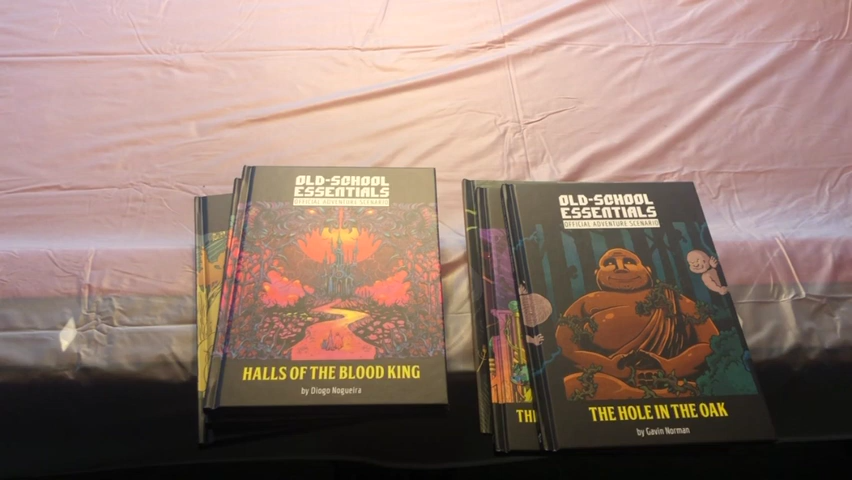 OLD-SCHOOL
ESSENTIALS
OFFICIAL ADVENTURE SCENARIO
HALLS OF THE BLOOD KING
by Diogo Nogueira
OLD-SCHOOL
ESSENTIALS
OFFICIAL ADVENTURE SCENARIO
THE HOLE IN THE OAK
by Gavin Norman